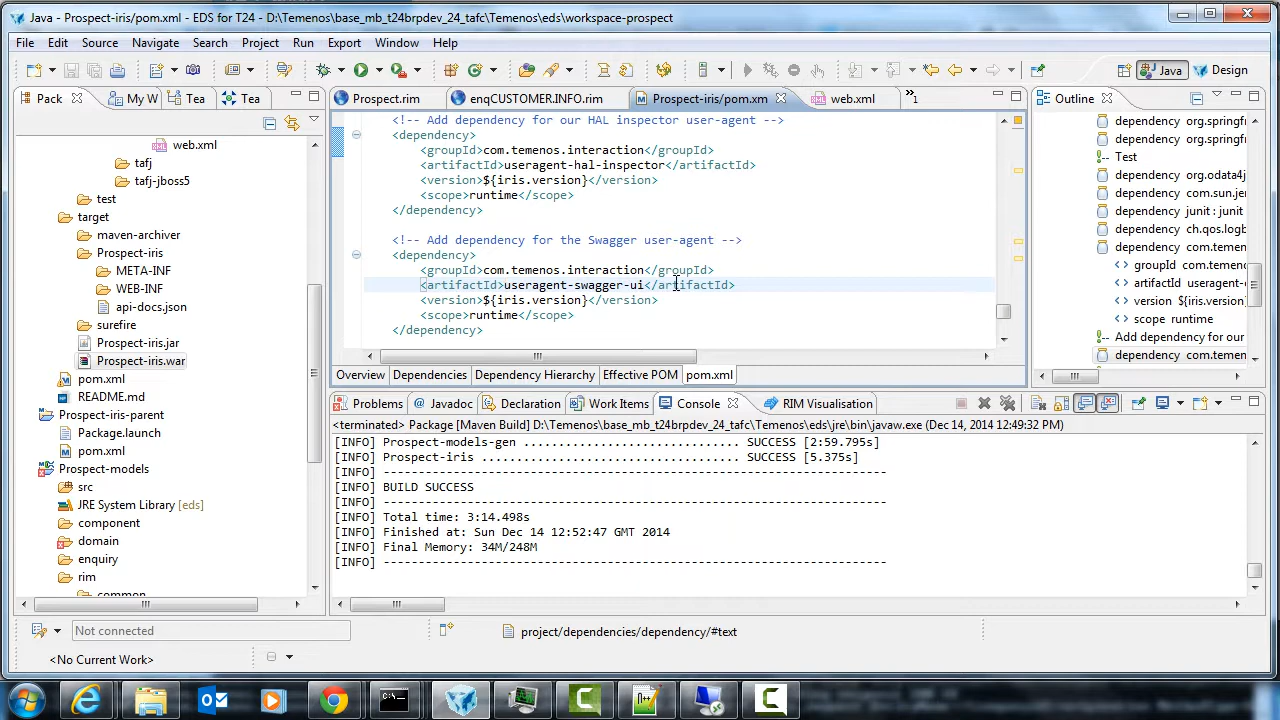 Java - Prospect-iris/pom.xml - EDS for T24 - D:\Temenos\base_mb_t24brpdev_24_tafc\Temenos\eds\workspace-prospect
File Edit Source Navigate Search Project Run Export Window Help
Java Design
Pack My W Tea Tea
web.xml
tafj
tafj-jboss5
test
target
maven-archiver
Prospect-iris
META-INF
WEB-INF
api-docs.json
surefire
Prospect-iris.jar
Prospect-iris.war
pom.xml
README.md
Prospect-iris-parent
Package.launch
pom.xml
Prospect-models
src
JRE System Library [eds]
component
domain
enquiry
rim
common
Prospect.rim enqCUSTOMER.INFO.rim Prospect-iris/pom.xm web.xml »1
<!-- Add dependency for our HAL inspector user-agent -->
<dependency>
<groupId>com.temenos.interaction</groupId>
<artifactId>useragent-hal-inspector</artifactId>
<version>${iris.version}</version>
<scope>runtime</scope>
</dependency>
<!-- Add dependency for the Swagger user-agent -->
<dependency>
<groupId>com.temenos.interaction</groupId>
<artifactId>useragent-swagger-ui</artifactId>
<version>${iris.version}</version>
<scope>runtime</scope>
</dependency>
Overview Dependencies Dependency Hierarchy Effective POM pom.xml
Outline
dependency org.springfr
Test
dependency org.odata4j
dependency com.sun.jer
dependency junit : junit
dependency ch.qos.logb
dependency com.temen
groupId com.temenc
artifactId useragent-
version ${iris.version}
scope runtime
Add dependency for our
dependency com.temen
Problems Javadoc Declaration Work Items Console RIM Visualisation
<terminated> Package [Maven Build] D:\Temenos\base_mb_t24brpdev_24_tafc\Temenos\eds\jre\bin\javaw.exe (Dec 14, 2014 12:49:32 PM)
[INFO] Prospect-models-gen ............................... SUCCESS [2:59.795s]
[INFO] Prospect-iris ..................................... SUCCESS [5.375s]
[INFO] ------------------------------------------------------------------------
[INFO] BUILD SUCCESS
[INFO] ------------------------------------------------------------------------
[INFO] Total time: 3:14.498s
[INFO] Finished at: Sun Dec 14 12:52:47 GMT 2014
[INFO] Final Memory: 34M/248M
[INFO] ------------------------------------------------------------------------
Not connected
project/dependencies/dependency/#text
<No Current Work>